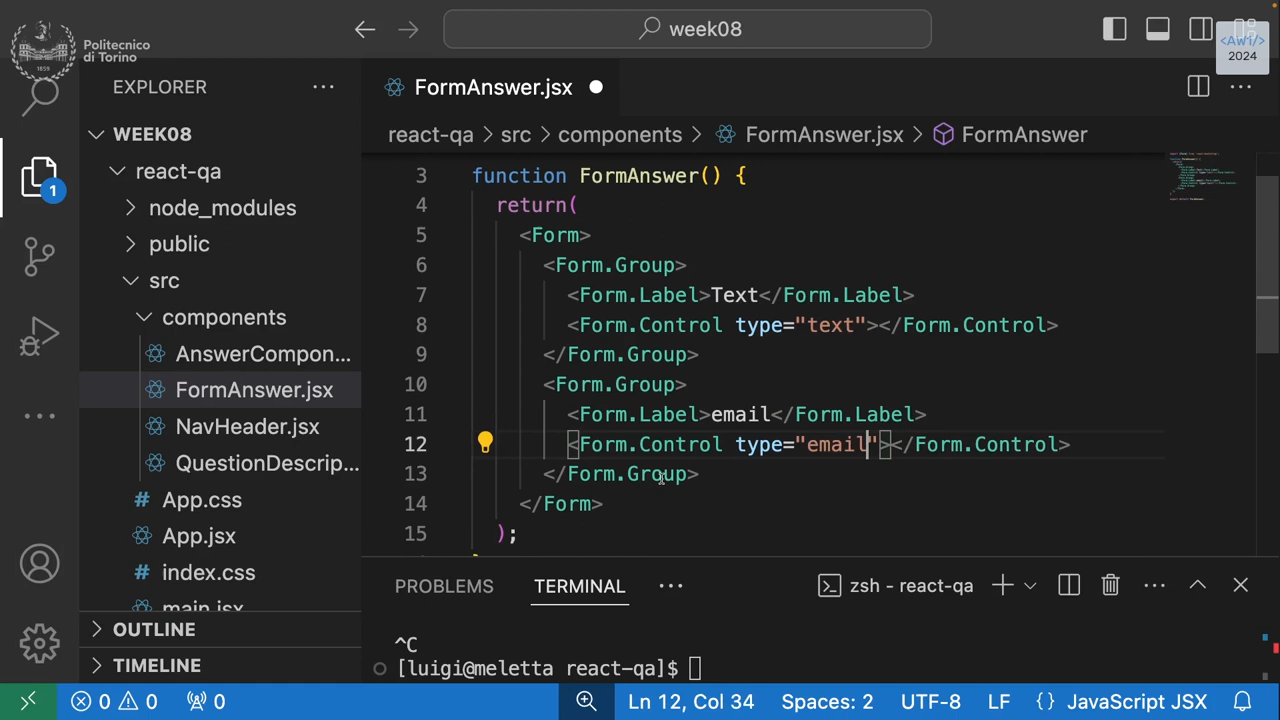 week08
Politecnico
di Torino
1859
<AW1/>
2024
EXPLORER
FormAnswer.jsx
WEEK08
react-qa > src > components > FormAnswer.jsx > FormAnswer
react-qa
node_modules
public
src
components
AnswerCompon...
FormAnswer.jsx
NavHeader.jsx
QuestionDescrip...
App.css
App.jsx
index.css
main.jsx
OUTLINE
TIMELINE
1
3 function FormAnswer() {
4 return(
5 <Form>
6 <Form.Group>
7 <Form.Label>Text</Form.Label>
8 <Form.Control type="text"></Form.Control>
9 </Form.Group>
10 <Form.Group>
11 <Form.Label>email</Form.Label>
12 <Form.Control type="email"></Form.Control>
13 </Form.Group>
14 </Form>
15 );
PROBLEMS TERMINAL
zsh - react-qa
^C
[luigi@meletta react-qa]$
0 0 0
Ln 12, Col 34
Spaces: 2
UTF-8
LF
{} JavaScript JSX